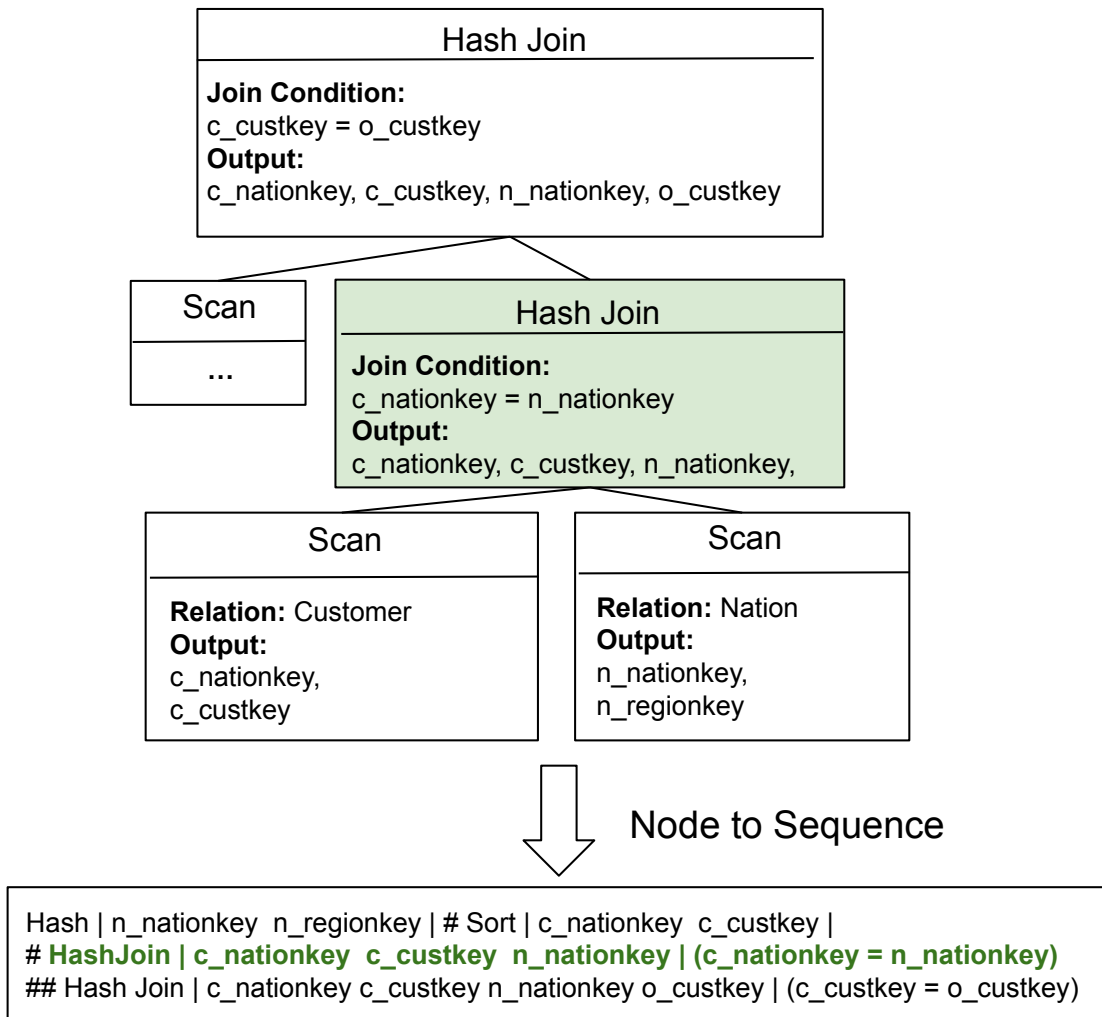 Hash Join
Join Condition:
c_custkey = o_custkey
Output:
c_nationkey, c_custkey, n_nationkey, o_custkey
Scan
...
Hash Join
Join Condition:
c_nationkey = n_nationkey
Output:
c_nationkey, c_custkey, n_nationkey,
Scan
Relation: Customer
Output:
c_nationkey,
c_custkey
Scan
Relation: Nation
Output:
n_nationkey,
n_regionkey
Node to Sequence
Hash | n_nationkey n_regionkey | # Sort | c_nationkey c_custkey |
# HashJoin | c_nationkey c_custkey n_nationkey | (c_nationkey = n_nationkey)
## Hash Join | c_nationkey c_custkey n_nationkey o_custkey | (c_custkey = o_custkey)